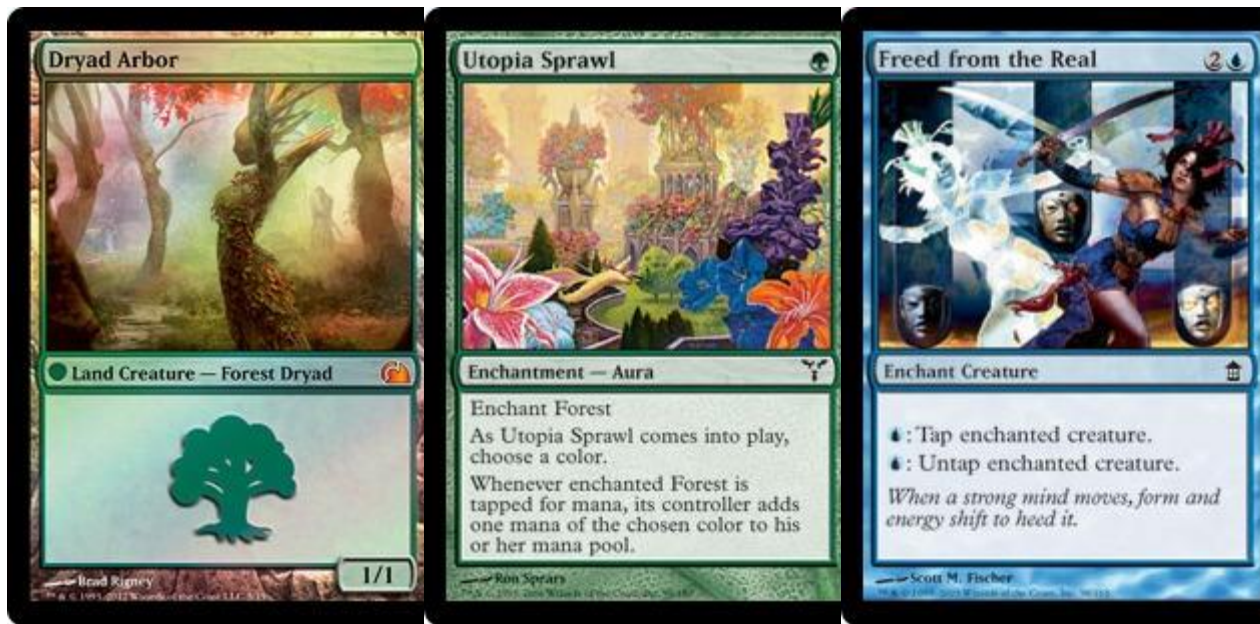 Dryad Arbor
Land Creature — Forest Dryad
Brad Rigney
1/1
Utopia Sprawl
Enchantment — Aura
Enchant Forest
As Utopia Sprawl comes into play,
choose a color.
Whenever enchanted Forest is
tapped for mana, its controller adds
one mana of the chosen color to his
or her mana pool.
Ron Spears
Freed from the Real
2
Enchant Creature
: Tap enchanted creature.
: Untap enchanted creature.
When a strong mind moves, form and
energy shift to heed it.
Scott M. Fischer